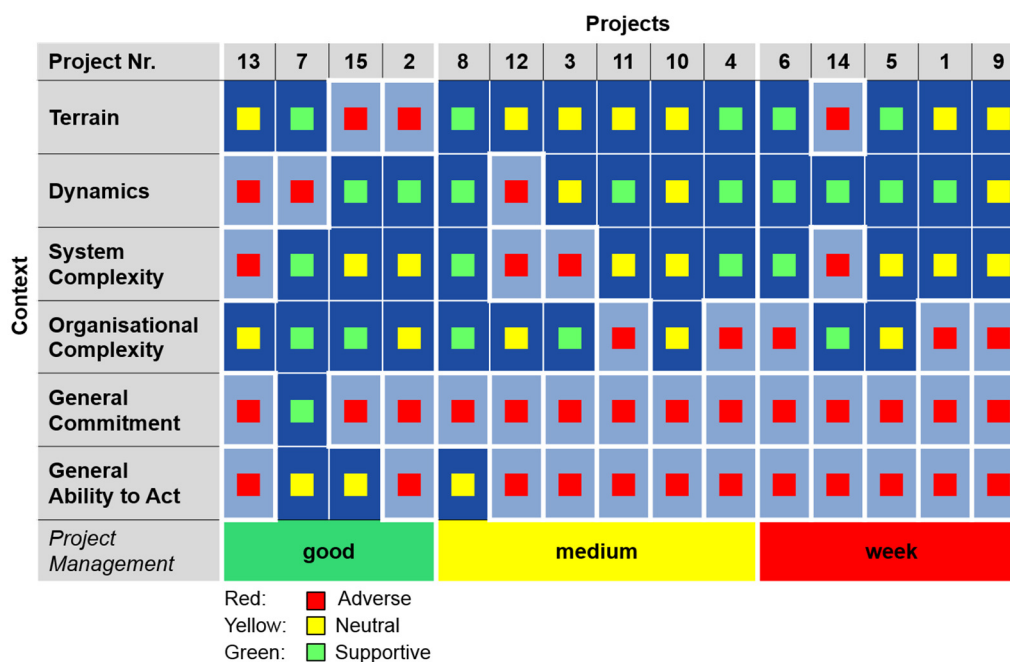 Projects
Project Nr. 13 7 15 2 8 12 3 11 10 4 6 14 5 1 9
Context
Terrain
Dynamics
System
Complexity
Organisational
Complexity
General
Commitment
General
Ability to Act
Project
Management
good medium week
Red: Adverse
Yellow: Neutral
Green: Supportive